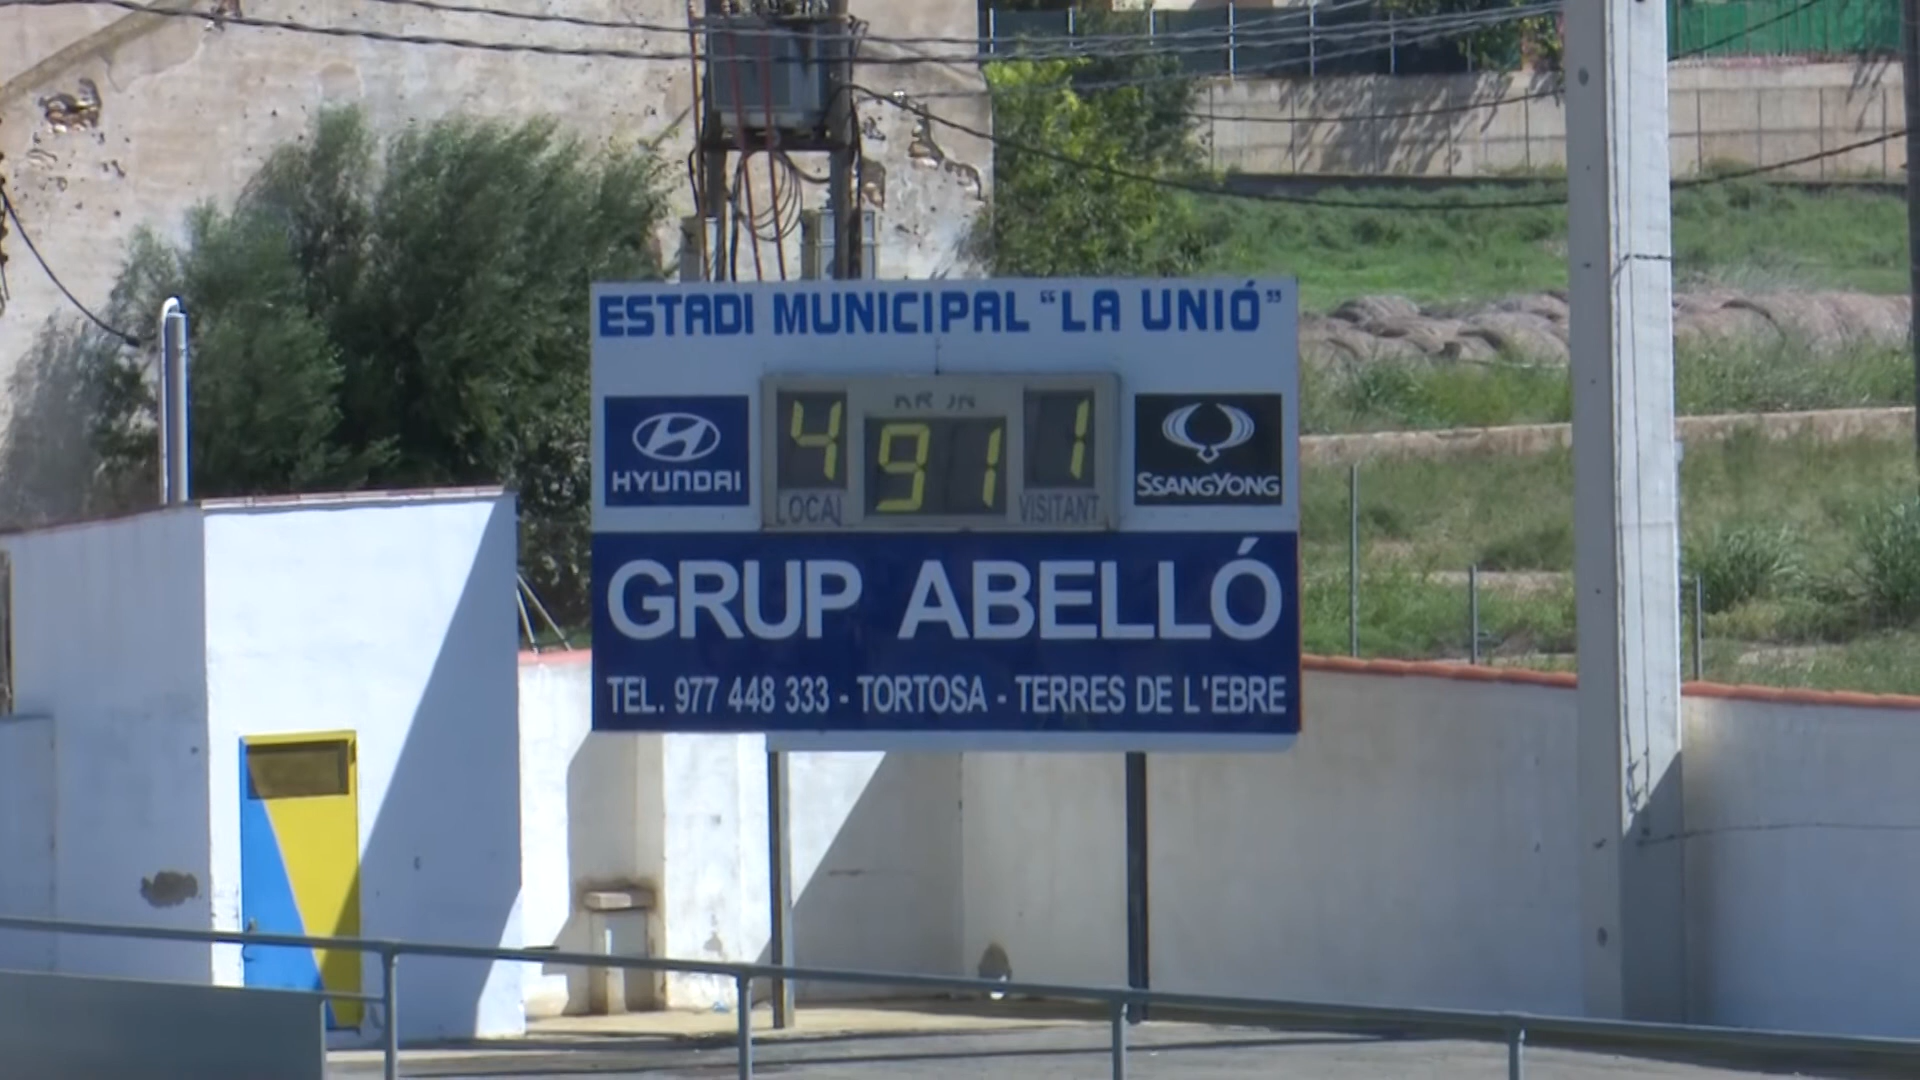 ESTADI MUNICIPAL "LA UNIÓ"
HYUNDAI
4 91 1
LOCAL VISITANT
SSANGYONG
GRUP ABELLÓ
TEL. 977 448 333 - TORTOSA - TERRES DE L'EBRE